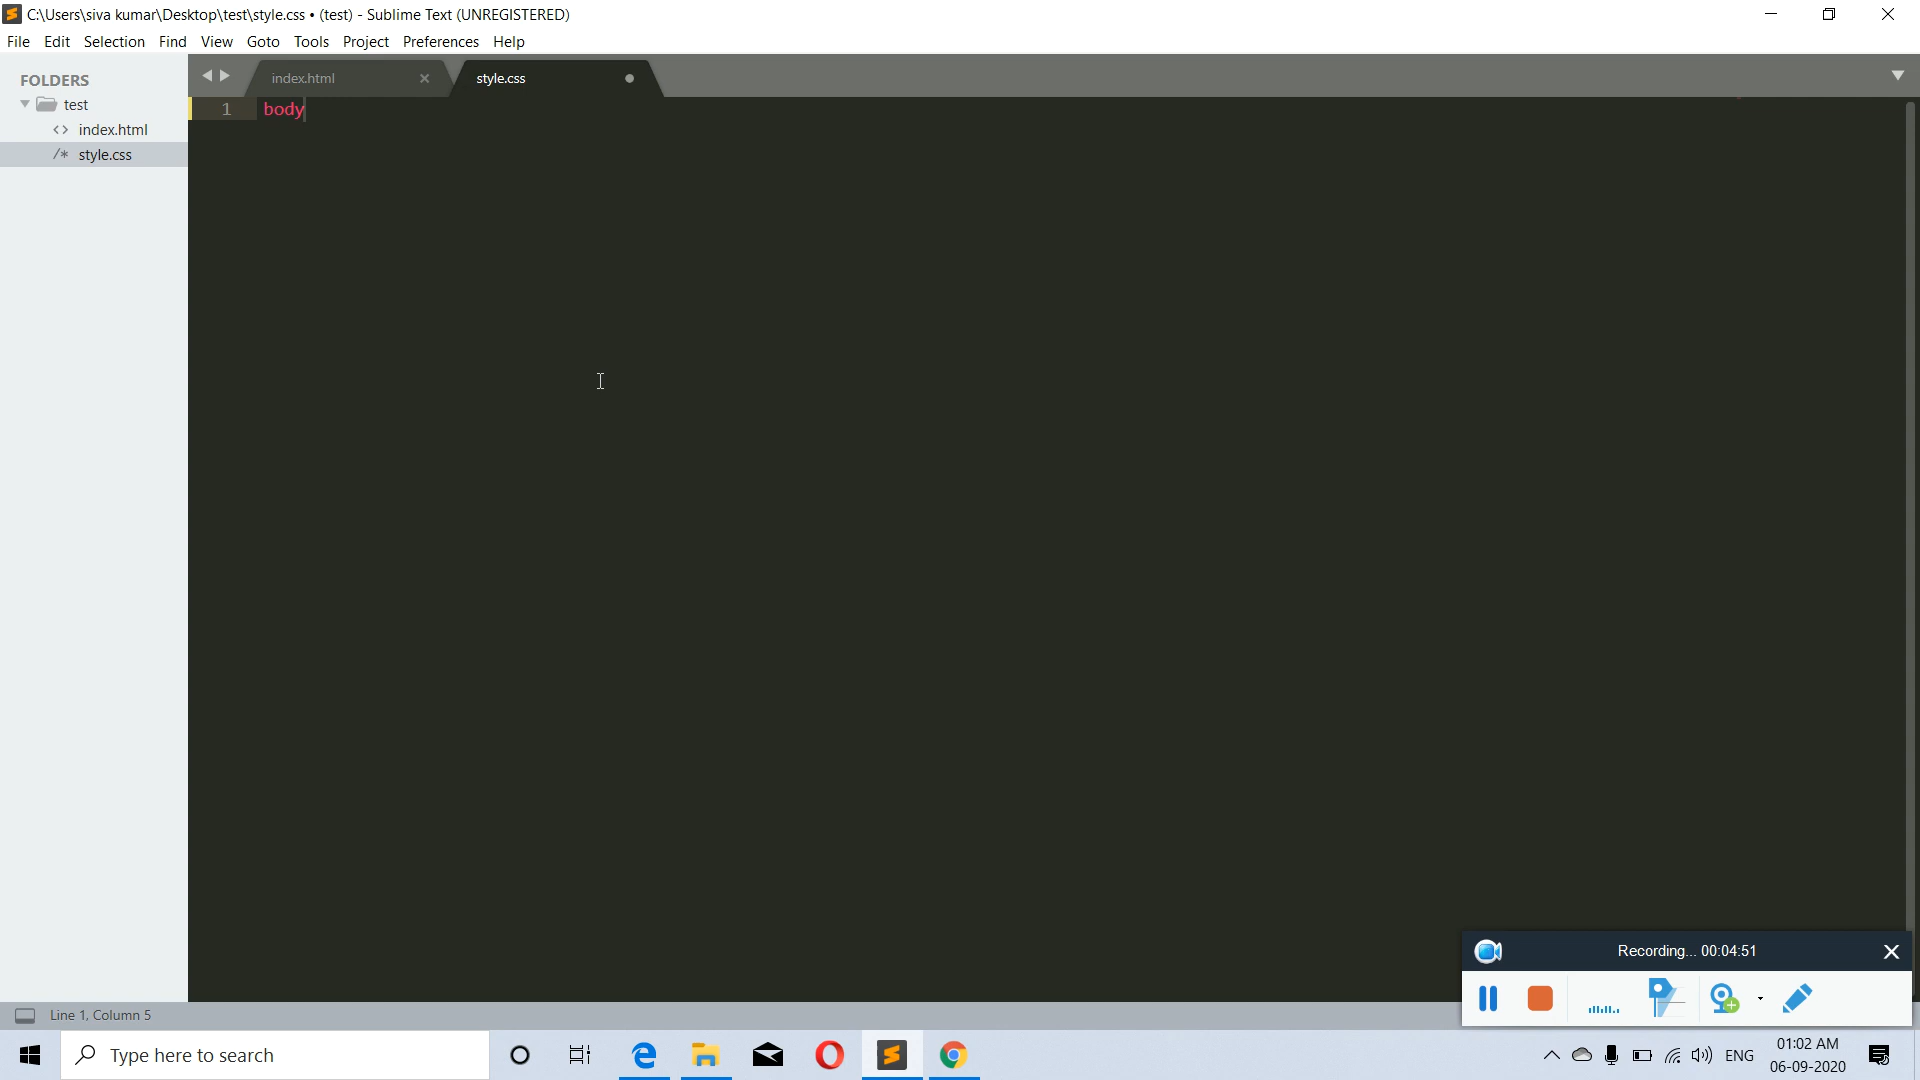 C:\Users\siva kumar\Desktop\test\style.css • (test) - Sublime Text (UNREGISTERED)
File Edit Selection Find View Goto Tools Project Preferences Help
FOLDERS
test
<> index.html
/* style.css
index.html
style.css
1 body
Recording... 00:04:51
Line 1, Column 5
Type here to search
ENG
01:02 AM
06-09-2020